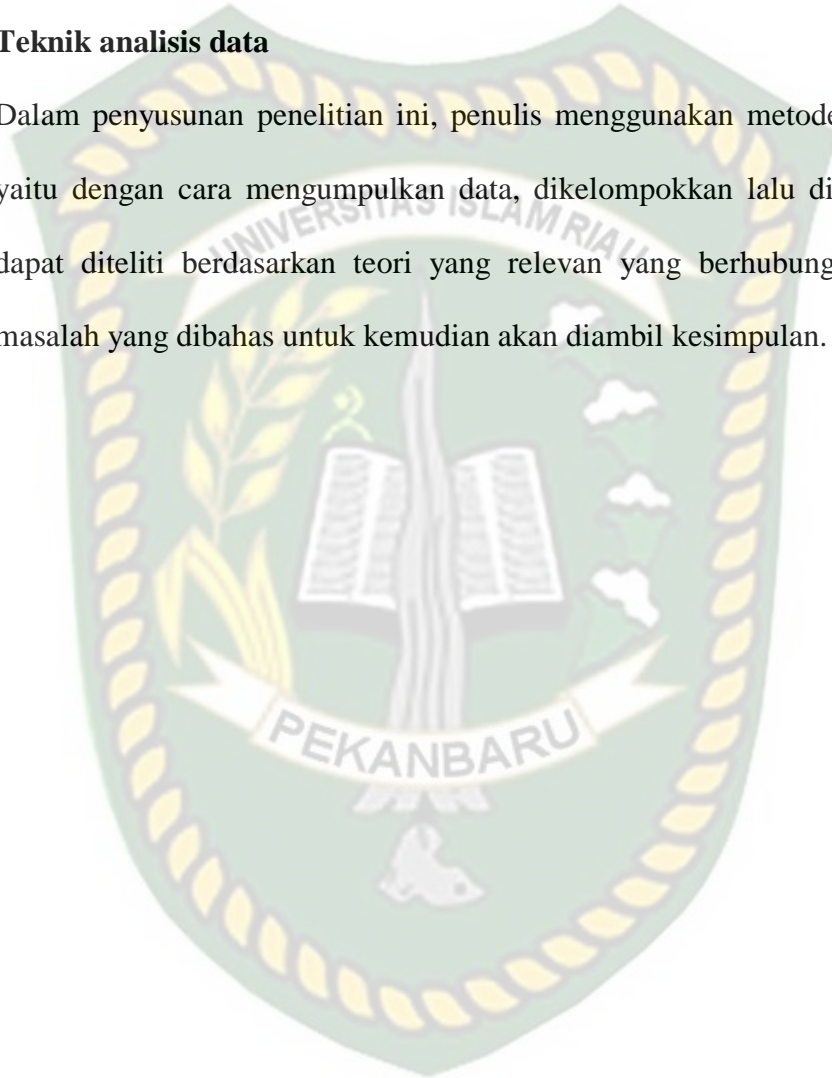 Teknik analisis data
Dalam penyusunan penelitian ini, penulis menggunakan metode
yaitu dengan cara mengumpulkan data, dikelompokkan lalu di
UNIVERSITAS ISLAM RIAU
dapat diteliti berdasarkan teori yang relevan yang berhubung
masalah yang dibahas untuk kemudian akan diambil kesimpulan.
PEKANBARU